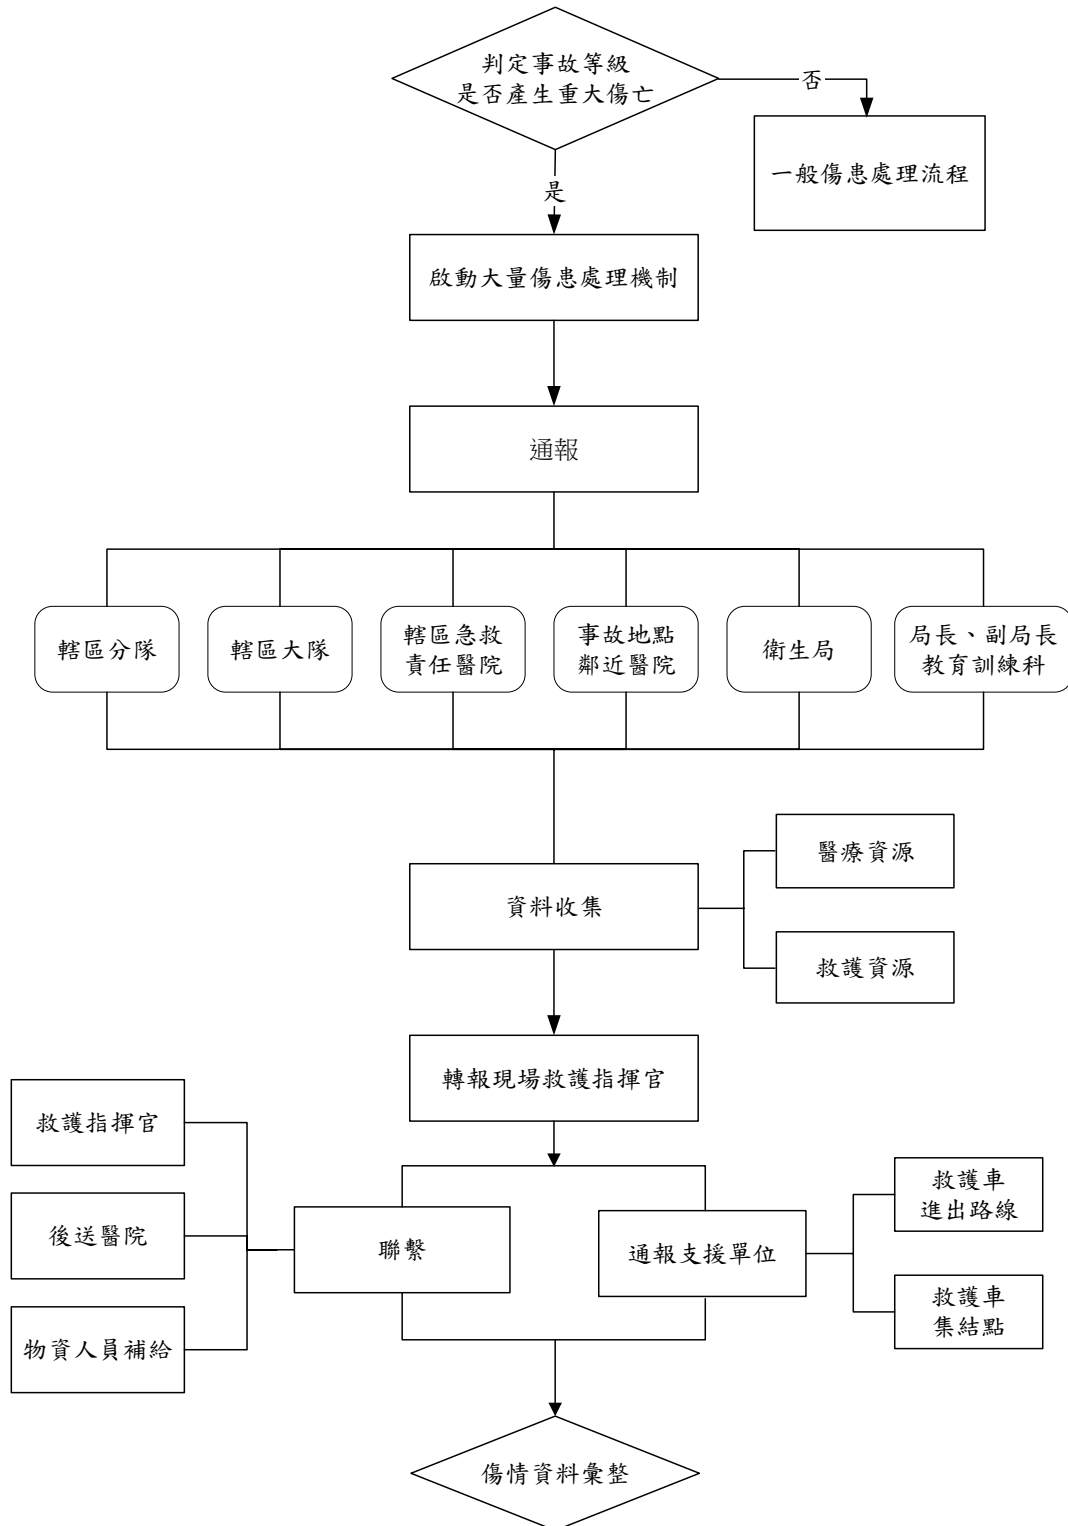 判定事故等級
是否產生重大傷亡
否
一般傷患處理流程
是
啟動大量傷患處理機制
通報
轄區分隊
轄區大隊
轄區急救
責任醫院
事故地點
鄰近醫院
衛生局
局長、副局長
教育訓練科
醫療資源
資料收集
救護資源
轉報現場救護指揮官
救護指揮官
後送醫院
物資人員補給
聯繫
通報支援單位
救護車
進出路線
救護車
集結點
傷情資料彙整